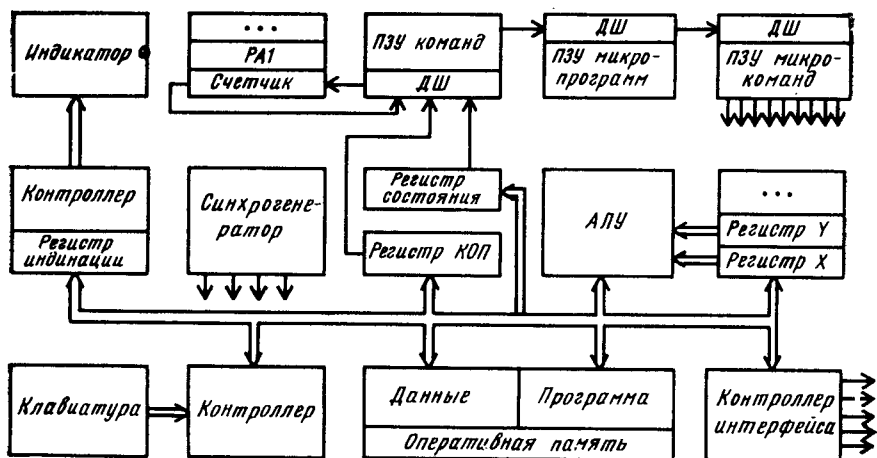 Индикатор
...
РА1
Счетчик
ПЗУ команд
ДШ
ДШ
ПЗУ микро-
программ
ДШ
ПЗУ микро-
команд
Контроллер
Регистр
индинации
Синхрогене-
ратор
Регистр
состояния
Регистр КОП
АЛУ
...
Регистр Y
Регистр X
Клавиатура
Контроллер
Данные
Программа
Оперативная память
Контроллер
интерфейса